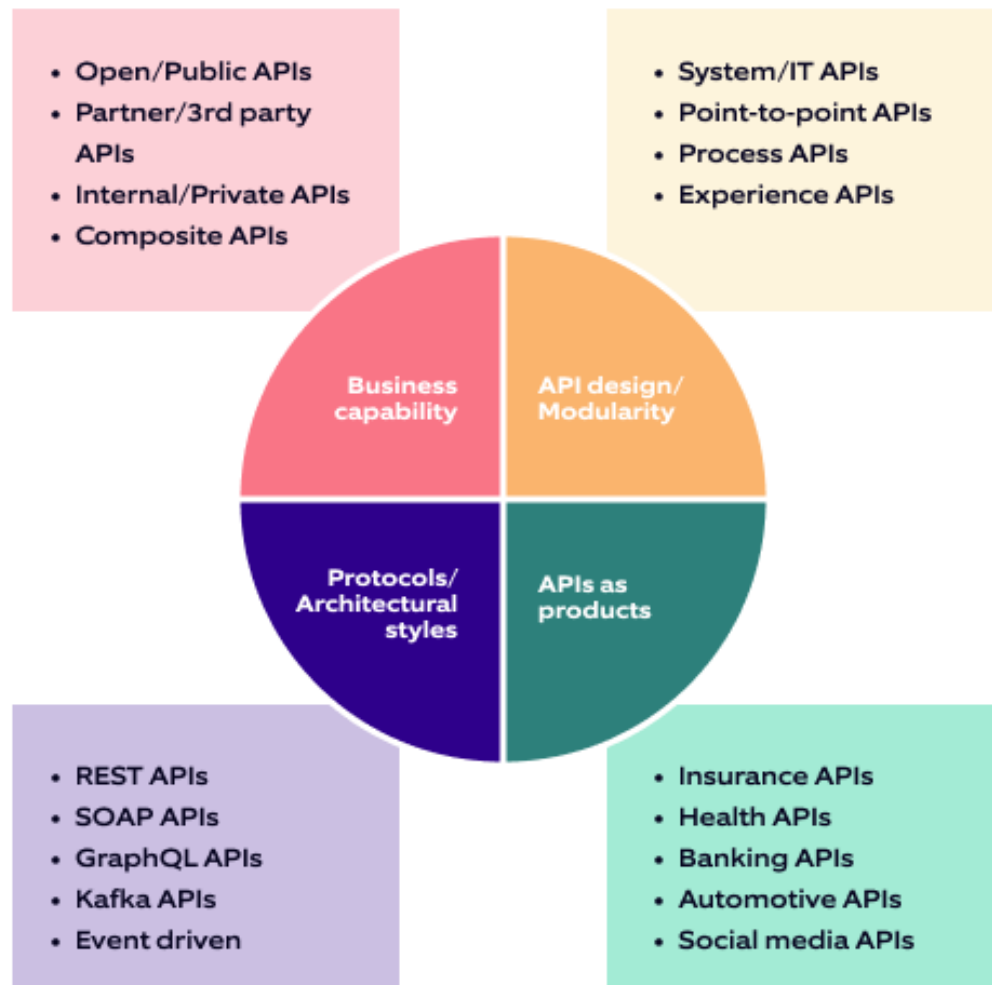 • Open/Public APIs
• Partner/3rd party
APIs
• Internal/Private APIs
• Composite APIs
• System/IT APIs
• Point-to-point APIs
• Process APIs
• Experience APIs
Business
capability
API design/
Modularity
Protocols/
Architectural
styles
APIs as
products
• REST APIs
• SOAP APIs
• GraphQL APIs
• Kafka APIs
• Event driven
• Insurance APIs
• Health APIs
• Banking APIs
• Automotive APIs
• Social media APIs